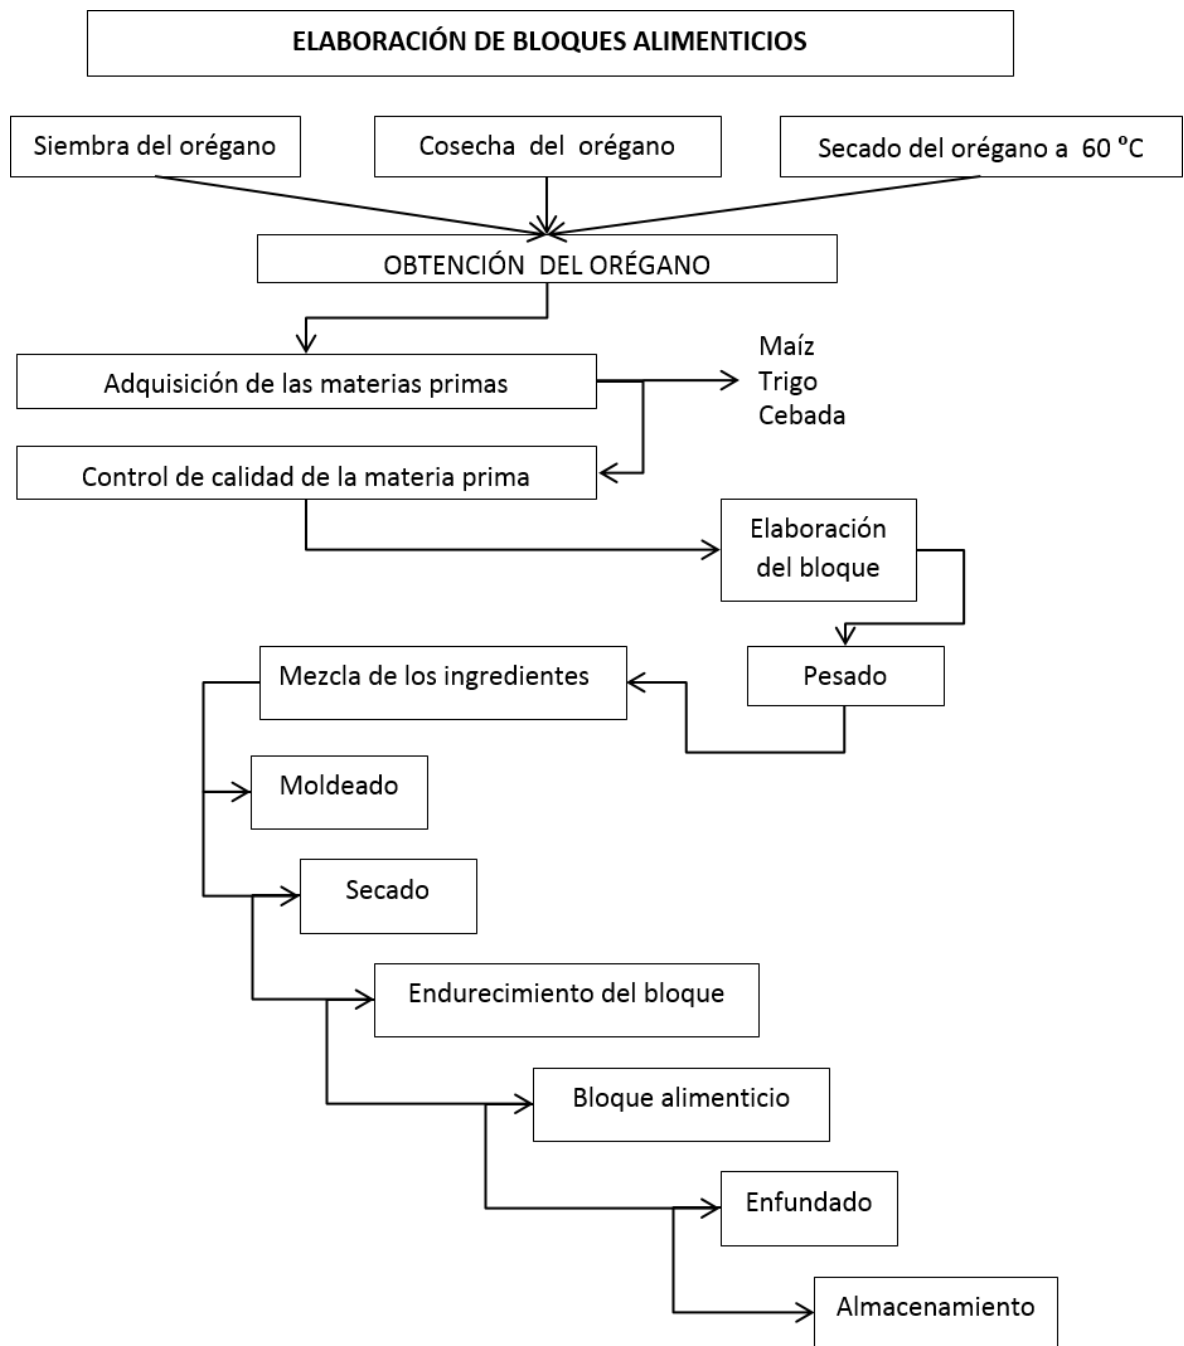 ELABORACIÓN DE BLOQUES ALIMENTICIOS
Siembra del orégano
Cosecha del orégano
Secado del orégano a 60 °C
OBTENCIÓN DEL ORÉGANO
Adquisición de las materias primas
Maíz
Trigo
Cebada
Control de calidad de la materia prima
Elaboración
del bloque
Pesado
Mezcla de los ingredientes
Moldeado
Secado
Endurecimiento del bloque
Bloque alimenticio
Enfundado
Almacenamiento